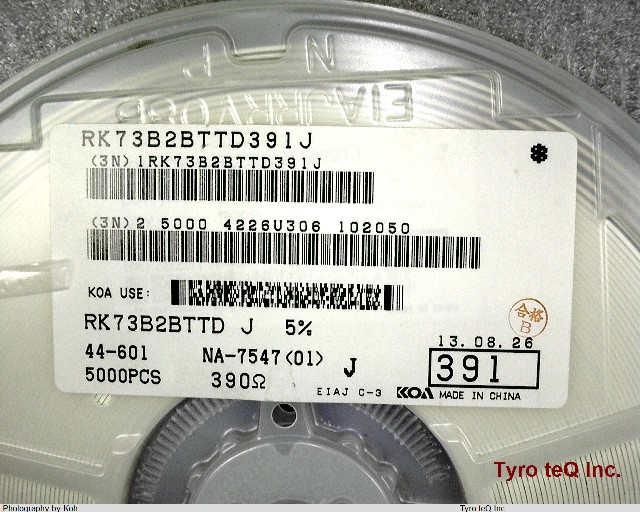 N
P
EIAJRRV08B
RK73B2BTTD391J
✽
(3N) 1RK73B2BTTD391J
(3N) 2 5000 4226U306 102050
KOA USE:
合格
B
RK73B2BTTD J 5%
13.08.26
44-601 NA-7547(01) J
391
5000PCS 390Ω
EIAJ C-3 KOA MADE IN CHINA
Tyro teQ Inc.
Photography by Koh
Tyro teQ Inc